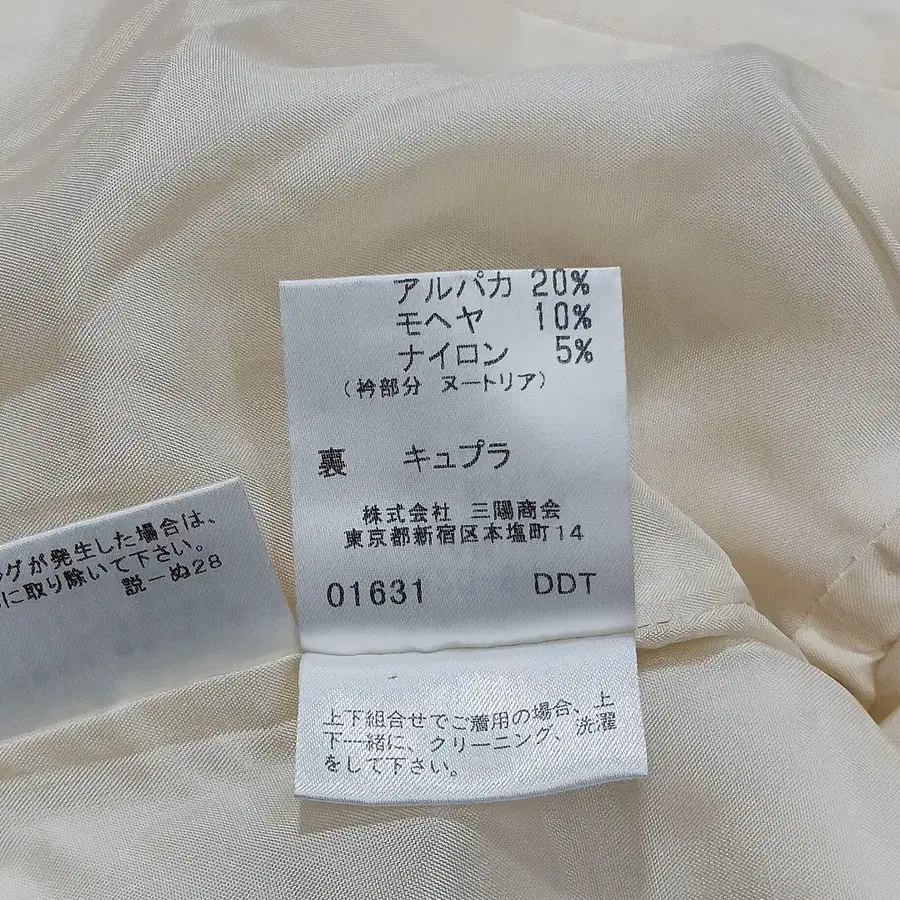 アルパカ 20%
モヘヤ 10%
ナイロン 5%
(衿部分 ヌートリア)
裏 キュプラ
株式会社 三陽商会
東京都新宿区本塩町14
01631 DDT
上下組合せでご着用の場合、上
下一緒に、クリーニング、洗濯
をして下さい。
グが発生した場合は、
に取り除いて下さい。
説一ぬ28